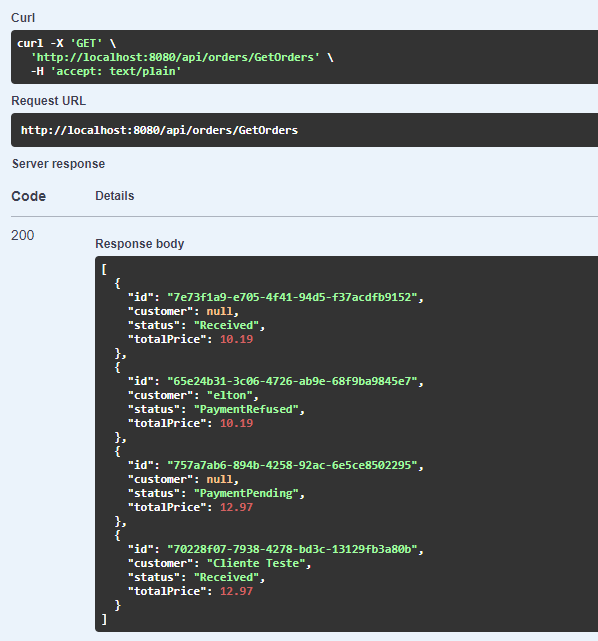 Curl
curl -X 'GET' \
  'http://localhost:8080/api/orders/GetOrders' \
  -H 'accept: text/plain'
Request URL
http://localhost:8080/api/orders/GetOrders
Server response
Code Details
200
Response body
[
  {
    "id": "7e73f1a9-e705-4f41-94d5-f37acdfb9152",
    "customer": null,
    "status": "Received",
    "totalPrice": 10.19
  },
  {
    "id": "65e24b31-3c06-4726-ab9e-68f9ba9845e7",
    "customer": "elton",
    "status": "PaymentRefused",
    "totalPrice": 10.19
  },
  {
    "id": "757a7ab6-894b-4258-92ac-6e5ce8502295",
    "customer": null,
    "status": "PaymentPending",
    "totalPrice": 12.97
  },
  {
    "id": "70228f07-7938-4278-bd3c-13129fb3a80b",
    "customer": "Cliente Teste",
    "status": "Received",
    "totalPrice": 12.97
  }
]